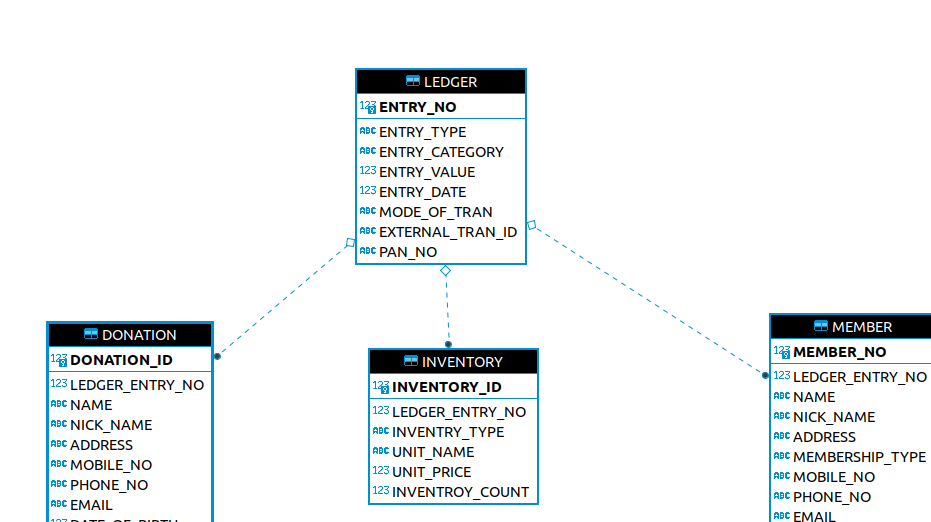 LEDGER
123 ENTRY_NO
ABC ENTRY_TYPE
ABC ENTRY_CATEGORY
123 ENTRY_VALUE
123 ENTRY_DATE
ABC MODE_OF_TRAN
ABC EXTERNAL_TRAN_ID
ABC PAN_NO
DONATION
123 DONATION_ID
123 LEDGER_ENTRY_NO
ABC NAME
ABC NICK_NAME
ABC ADDRESS
ABC MOBILE_NO
ABC PHONE_NO
ABC EMAIL
123 DATE_OF_BIRTH
INVENTORY
123 INVENTORY_ID
123 LEDGER_ENTRY_NO
ABC INVENTRY_TYPE
ABC UNIT_NAME
123 UNIT_PRICE
123 INVENTROY_COUNT
MEMBER
123 MEMBER_NO
123 LEDGER_ENTRY_NO
ABC NAME
ABC NICK_NAME
ABC ADDRESS
ABC MEMBERSHIP_TYPE
ABC MOBILE_NO
ABC PHONE_NO
ABC EMAIL